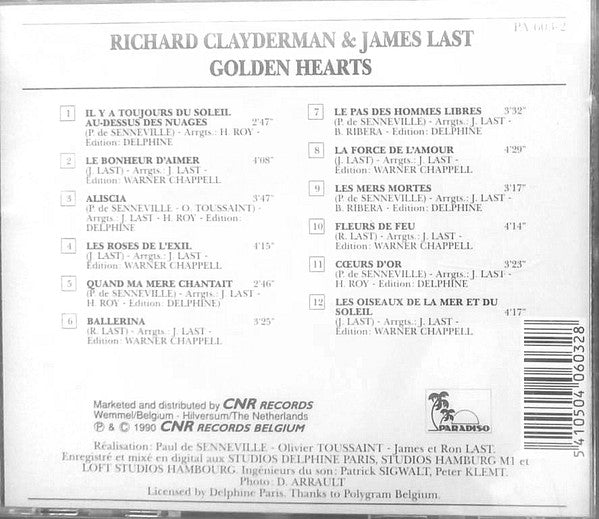 PA 603-2
RICHARD CLAYDERMAN & JAMES LAST
GOLDEN HEARTS
1 IL Y A TOUJOURS DU SOLEIL
AU-DESSUS DES NUAGES 2'47"
(P. de SENNEVILLE) - Arrgts.: H. ROY -
Edition: DELPHINE
2 LE BONHEUR D'AIMER 4'08"
(J. LAST) - Arrgts.: J. LAST -
Edition: WARNER CHAPPELL
3 ALISCIA 3'47"
(P. de SENNEVILLE - O. TOUSSAINT) -
Arrgts.: J. LAST - H. ROY - Edition:
DELPHINE
4 LES ROSES DE L'EXIL 4'15"
(J. LAST) - Arrgts.: J. LAST -
Edition: WARNER CHAPPELL
5 QUAND MA MERE CHANTAIT 2'46"
(P. de SENNEVILLE - Arrgts.: J. LAST -
H. ROY - Edition: DELPHINE)
6 BALLERINA 3'25"
(R. LAST) - Arrgts.: J. LAST -
Edition: WARNER CHAPPELL
7 LE PAS DES HOMMES LIBRES 3'32"
(P. de SENNEVILLE) - Arrgts.: J. LAST -
B. RIBERA - Edition: DELPHINE
8 LA FORCE DE L'AMOUR 4'29"
(J. LAST) - Arrgts.: J. LAST -
Edition: WARNER CHAPPELL
9 LES MERS MORTES 3'17"
(P. de SENNEVILLE) - Arrgts.: J. LAST -
B. RIBERA - Edition: DELPHINE
10 FLEURS DE FEU 4'14"
(R. LAST) - Arrgts.: J. LAST -
Edition: WARNER CHAPPELL
11 CŒURS D'OR 3'23"
(P. de SENNEVILLE) - Arrgts.: J. LAST -
H. ROY - Edition: DELPHINE
12 LES OISEAUX DE LA MER ET DU
SOLEIL 4'17"
(J. LAST) - Arrgts.: J. LAST -
Edition: WARNER CHAPPELL
5 410504 060328
Marketed and distributed by CNR RECORDS
Wemmel/Belgium - Hilversum/The Netherlands
℗ & © 1990 CNR RECORDS BELGIUM
PARADISO
Réalisation: Paul de SENNEVILLE - Olivier TOUSSAINT - James et Ron LAST.
Enregistré et mixé en digital aux STUDIOS DELPHINE PARIS, STUDIOS HAMBURG M1 et
LOFT STUDIOS HAMBOURG. Ingénieurs du son: Patrick SIGWALT, Peter KLEMT.
Photo: D. ARRAULT
Licensed by Delphine Paris. Thanks to Polygram Belgium.